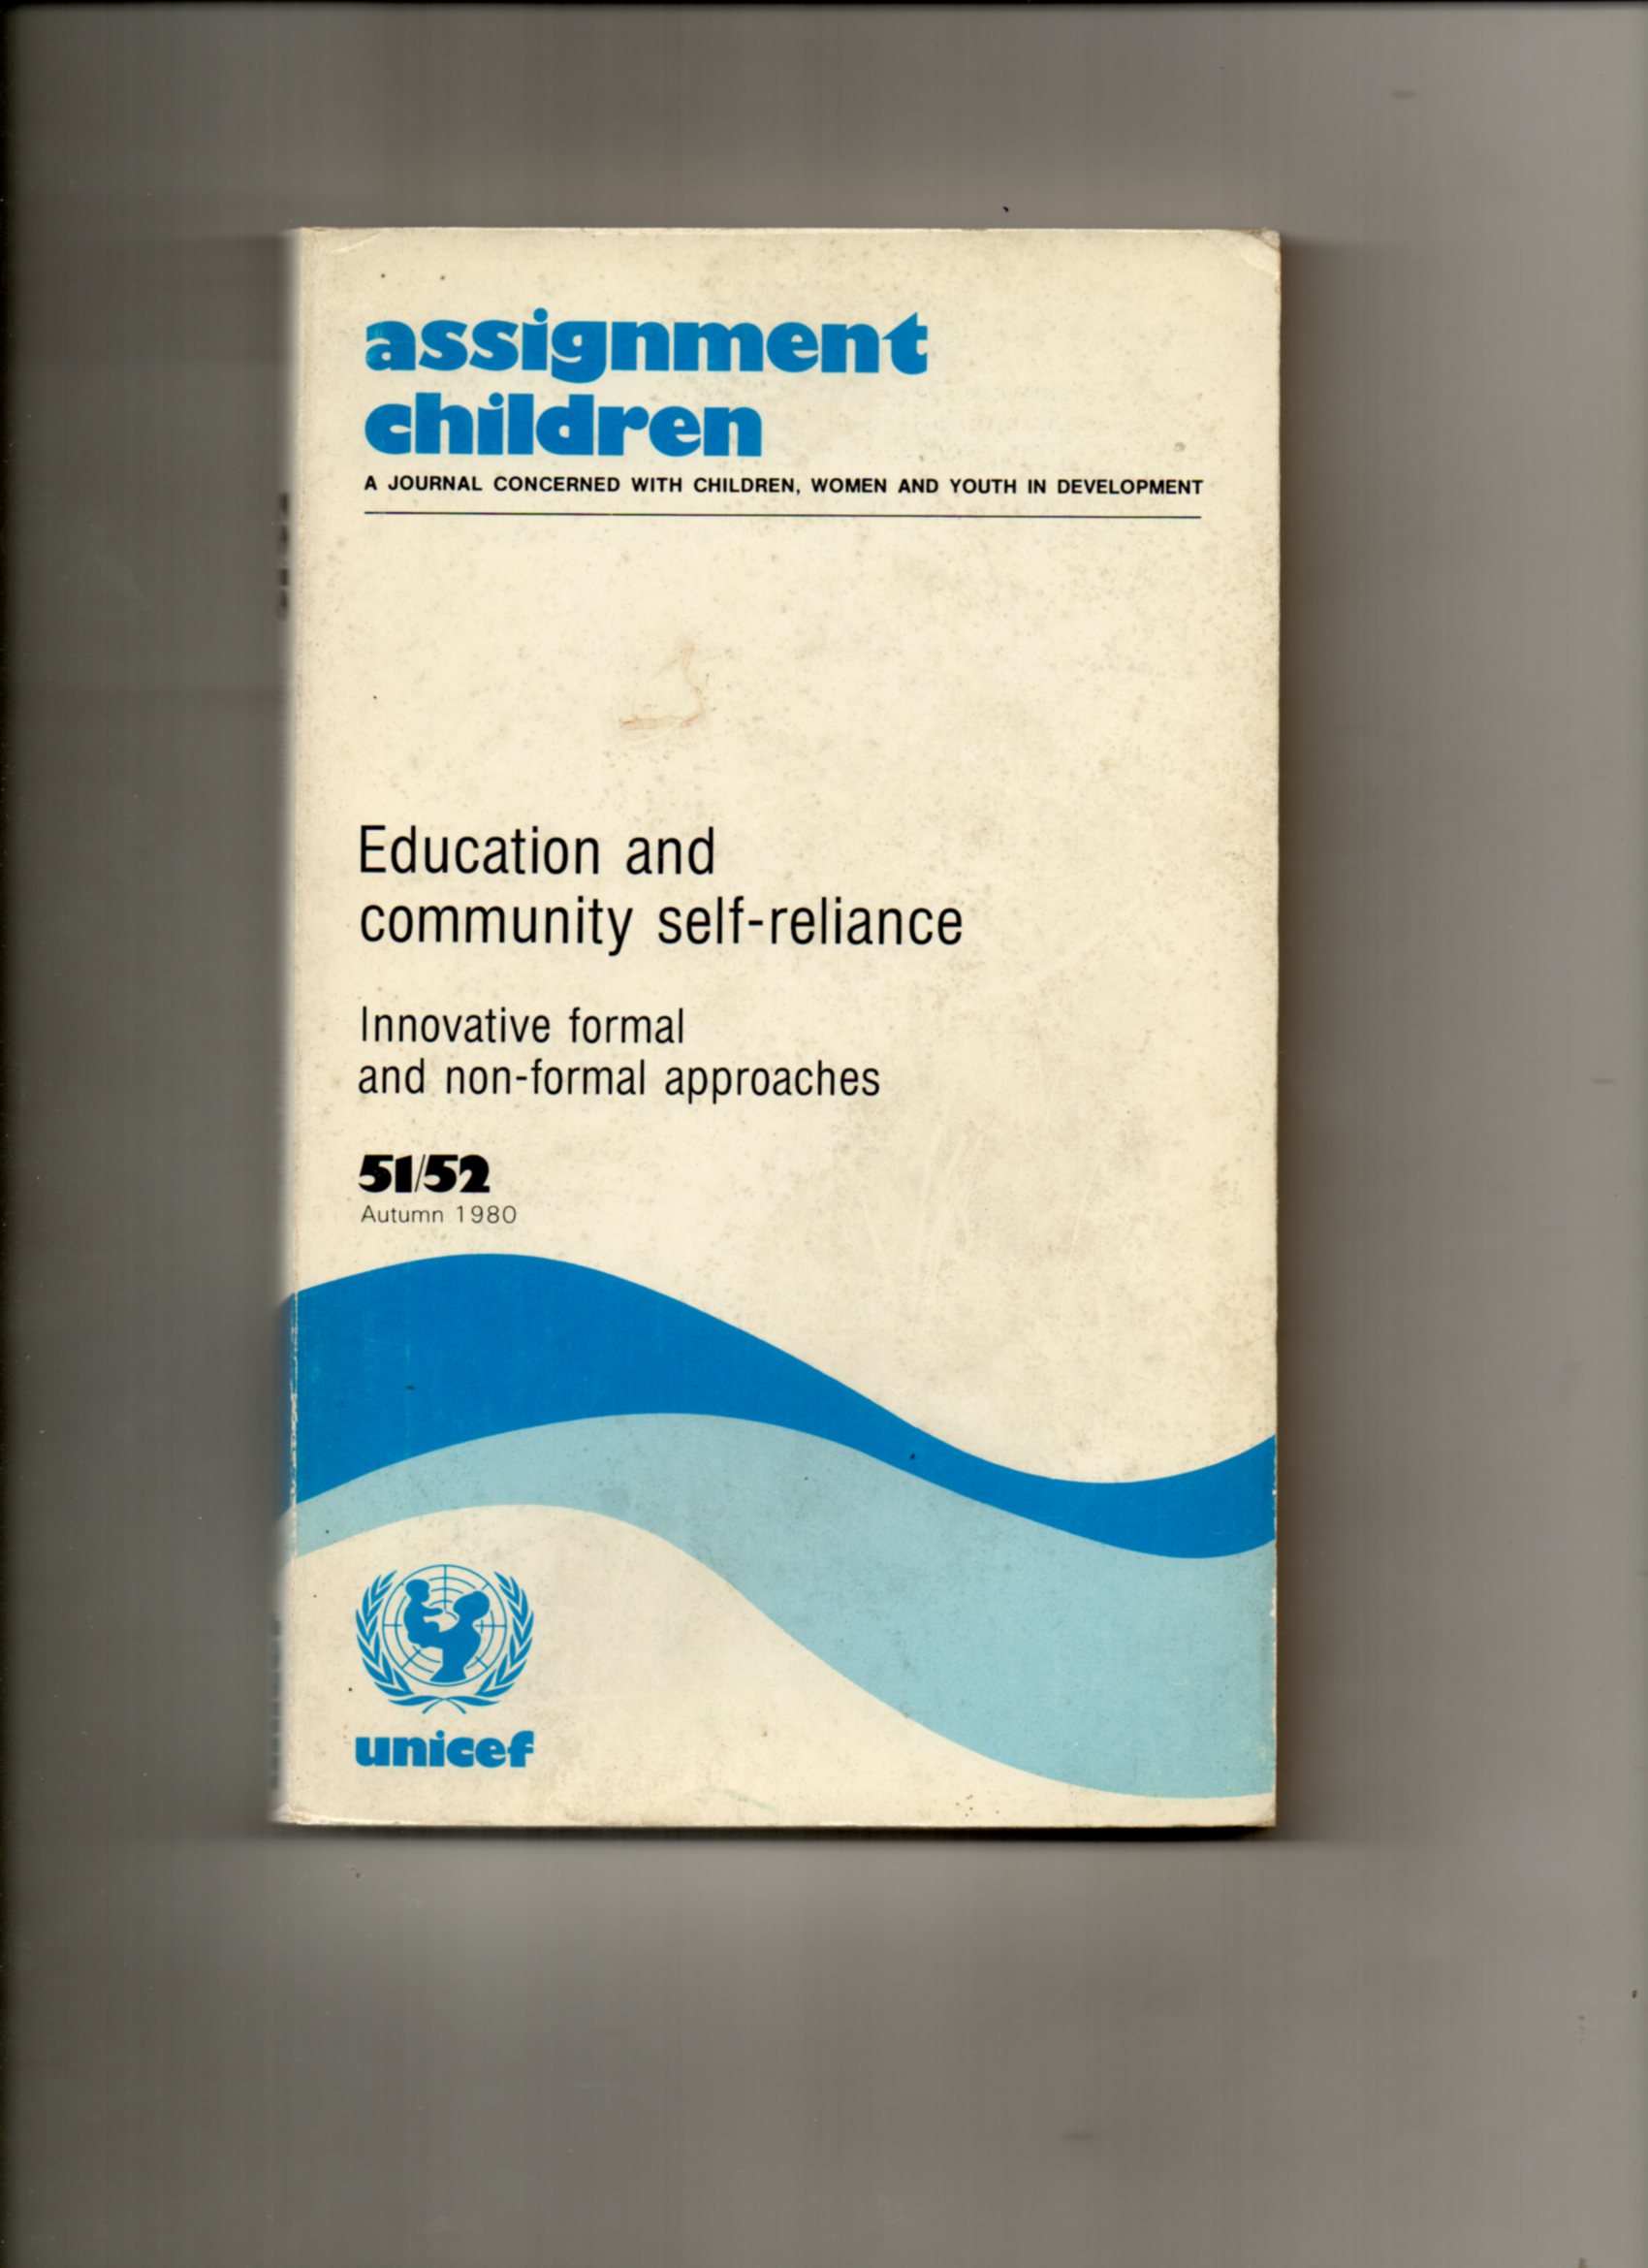 assignment
children
A JOURNAL CONCERNED WITH CHILDREN, WOMEN AND YOUTH IN DEVELOPMENT
Education and
community self-reliance
Innovative formal
and non-formal approaches
51/52
Autumn 1980
unicef